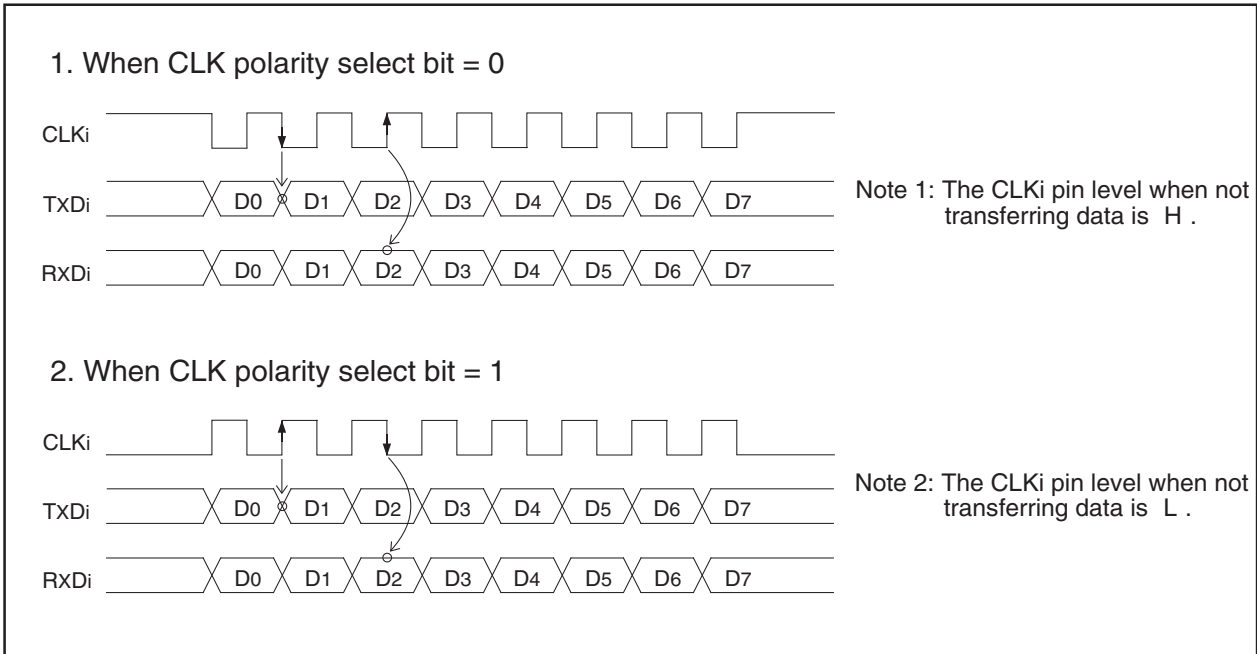 1. When CLK polarity select bit = 0
CLKi
TXDi D0 D1 D2 D3 D4 D5 D6 D7
RXDi D0 D1 D2 D3 D4 D5 D6 D7
Note 1: The CLKi pin level when not
transferring data is H .
2. When CLK polarity select bit = 1
CLKi
TXDi D0 D1 D2 D3 D4 D5 D6 D7
RXDi D0 D1 D2 D3 D4 D5 D6 D7
Note 2: The CLKi pin level when not
transferring data is L .